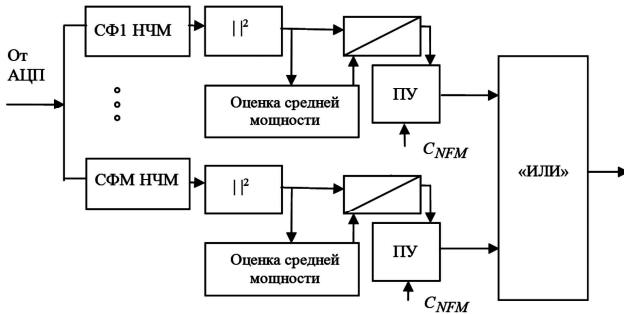 От
АЦП
СФ1 НЧМ
| |²
Оценка средней
мощности
ПУ
C_NFM
СФМ НЧМ
| |²
Оценка средней
мощности
ПУ
C_NFM
«ИЛИ»